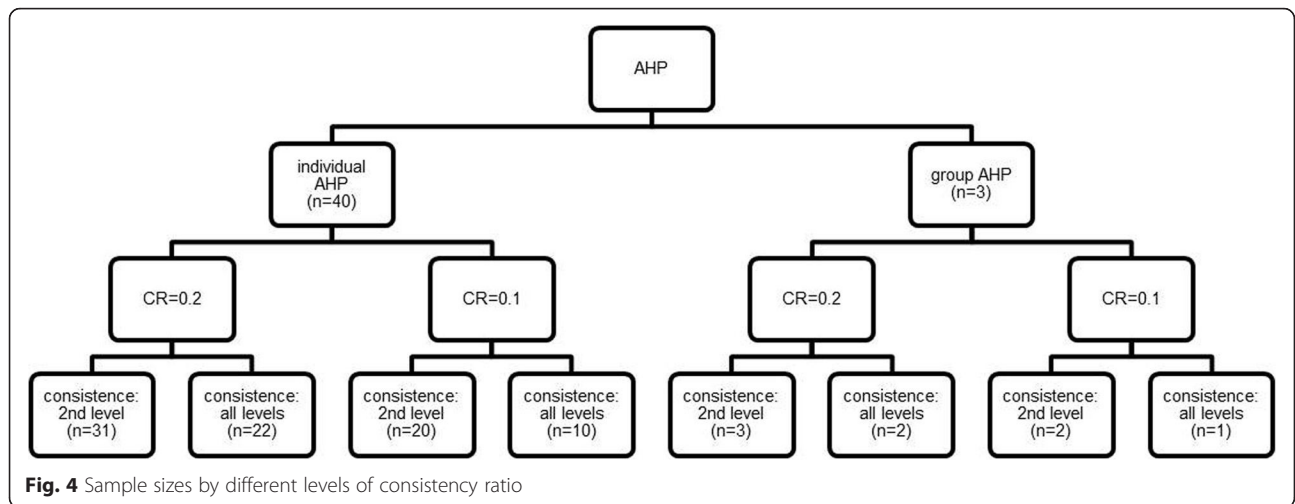 AHP
individual
AHP
(n=40)
group AHP
(n=3)
CR=0.2
CR=0.1
CR=0.2
CR=0.1
consistence:
2nd level
(n=31)
consistence:
all levels
(n=22)
consistence:
2nd level
(n=20)
consistence:
all levels
(n=10)
consistence:
2nd level
(n=3)
consistence:
all levels
(n=2)
consistence:
2nd level
(n=2)
consistence:
all levels
(n=1)
Fig. 4 Sample sizes by different levels of consistency ratio